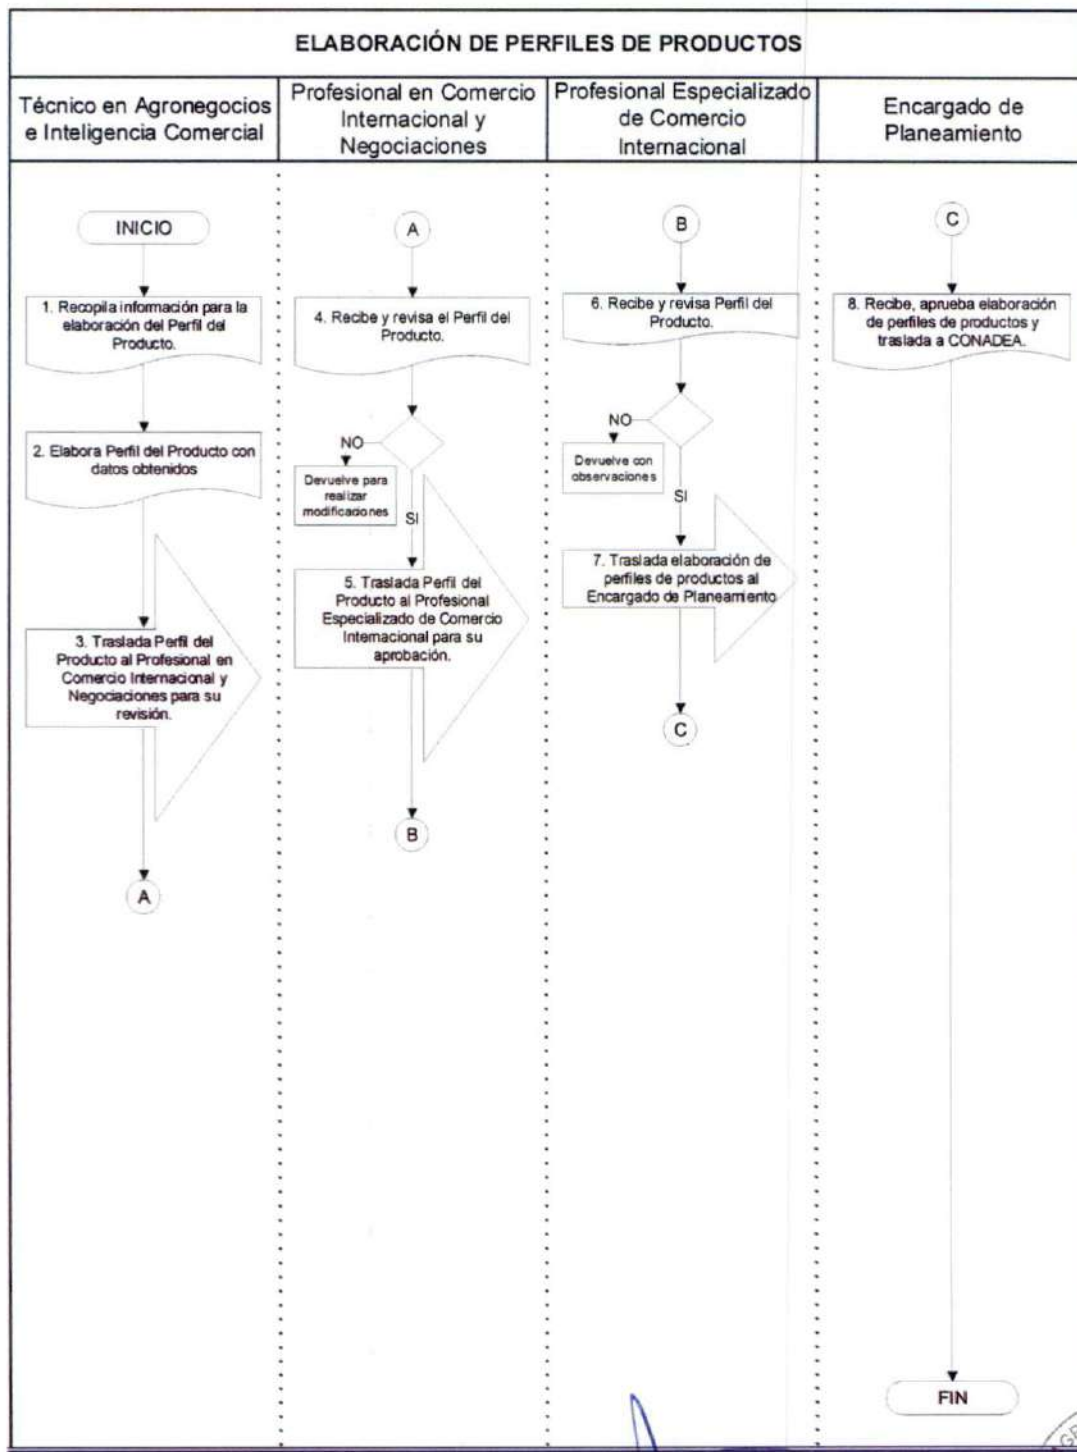 ELABORACIÓN DE PERFILES DE PRODUCTOS
Técnico en Agronegocios
e Inteligencia Comercial
Profesional en Comercio
Internacional y
Negociaciones
Profesional Especializado
de Comercio
Internacional
Encargado de
Planeamiento
INICIO
1. Recopila información para la
elaboración del Perfil del
Producto.
2. Elabora Perfil del Producto con
datos obtenidos
3. Traslada Perfil del
Producto al Profesional en
Comercio Internacional y
Negociaciones para su
revisión.
A
A
4. Recibe y revisa el Perfil del
Producto.
NO
Devuelve para
realizar
modificaciones
SI
5. Traslada Perfil del
Producto al Profesional
Especializado de Comercio
Internacional para su
aprobación.
B
B
6. Recibe y revisa Perfil del
Producto.
NO
Devuelve con
observaciones
SI
7. Traslada elaboración de
perfiles de productos al
Encargado de Planeamiento
C
C
8. Recibe, aprueba elaboración
de perfiles de productos y
traslada a CONADEA.
FIN